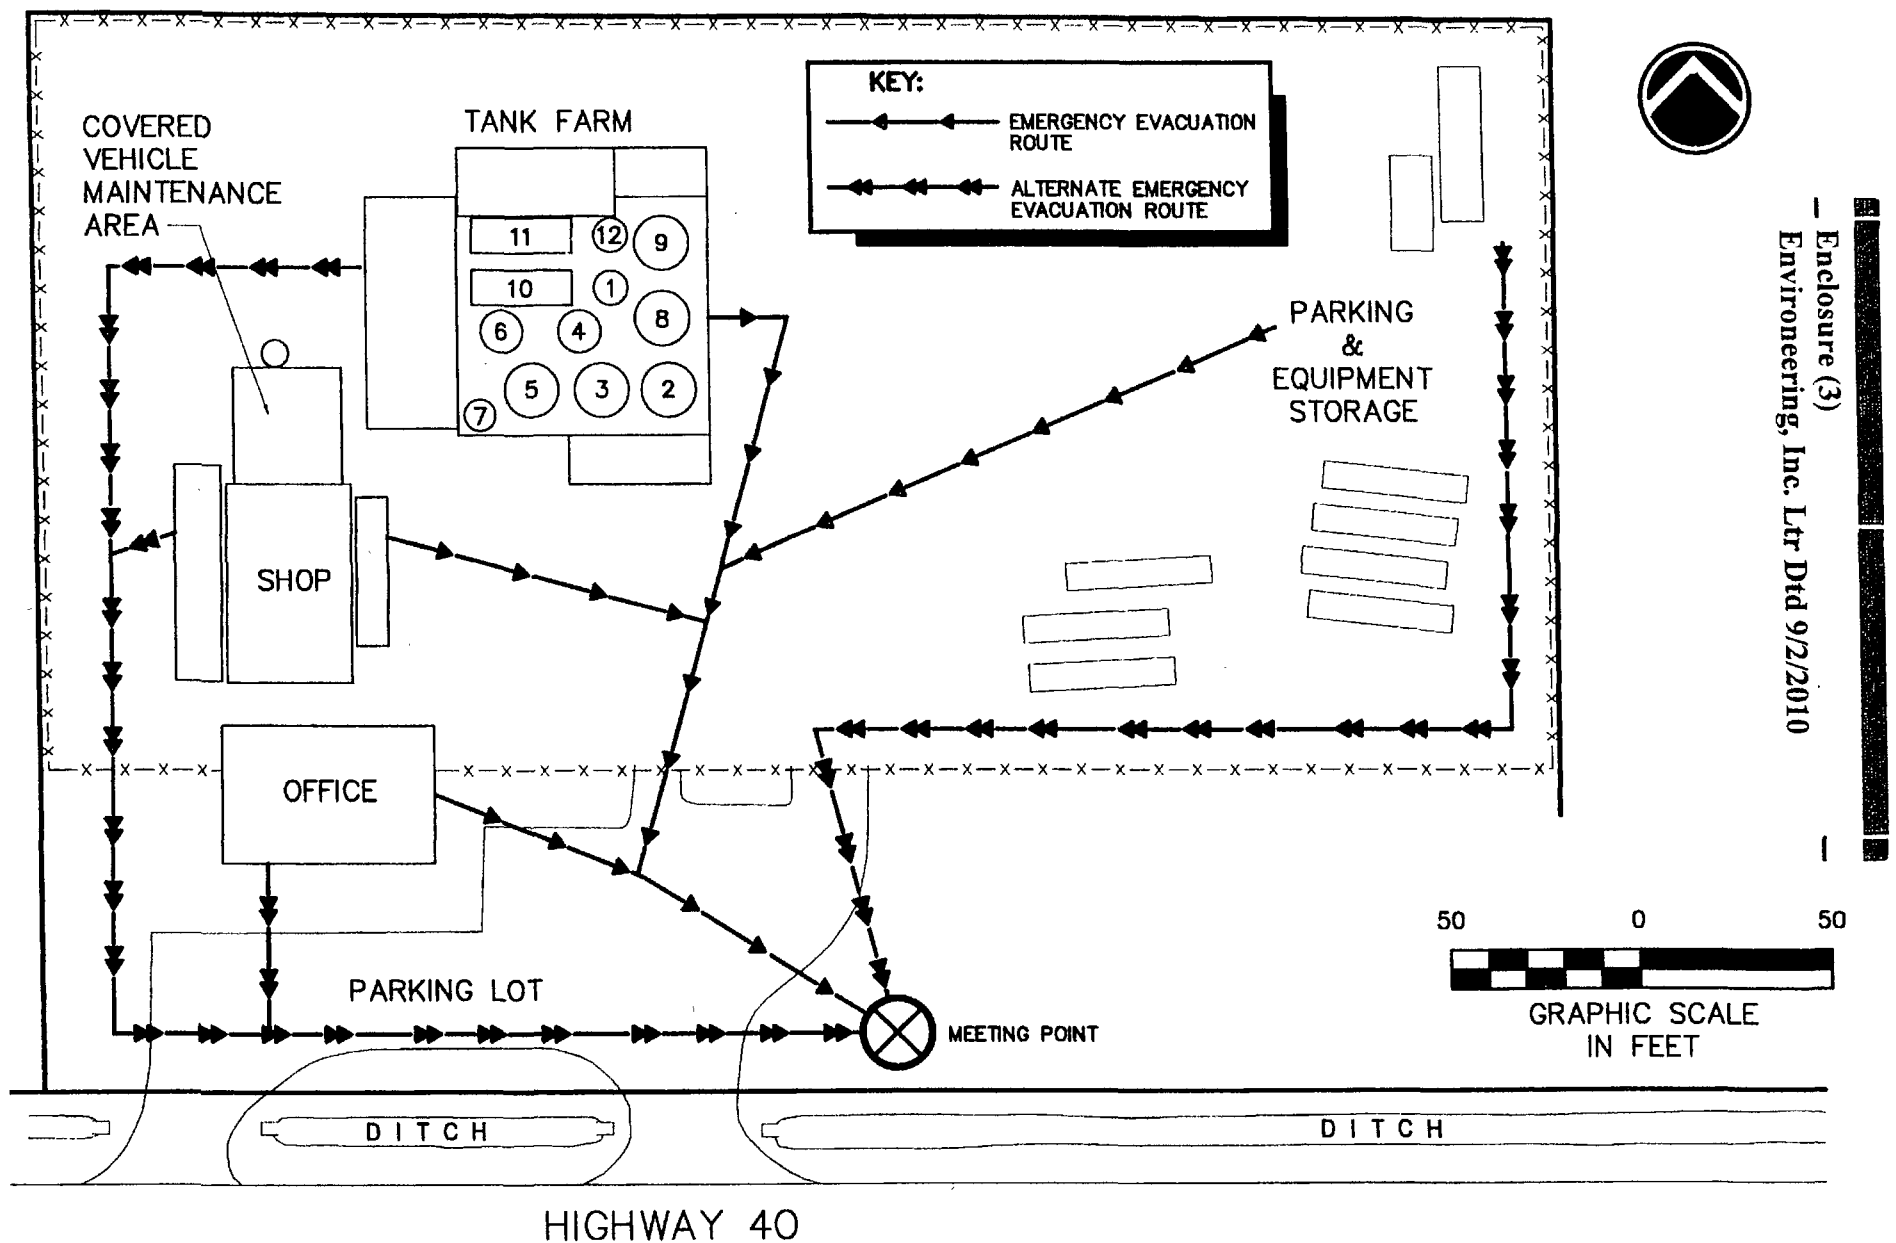 KEY:
EMERGENCY EVACUATION
ROUTE
ALTERNATE EMERGENCY
EVACUATION ROUTE
TANK FARM
COVERED
VEHICLE
MAINTENANCE
AREA
11
12
9
10
1
8
6
4
5
3
2
7
PARKING
&
EQUIPMENT
STORAGE
SHOP
OFFICE
PARKING LOT
MEETING POINT
50 0 50
GRAPHIC SCALE
IN FEET
DITCH
DITCH
HIGHWAY 40
Enclosure (3)
Environeering, Inc. Ltr Dtd 9/2/2010